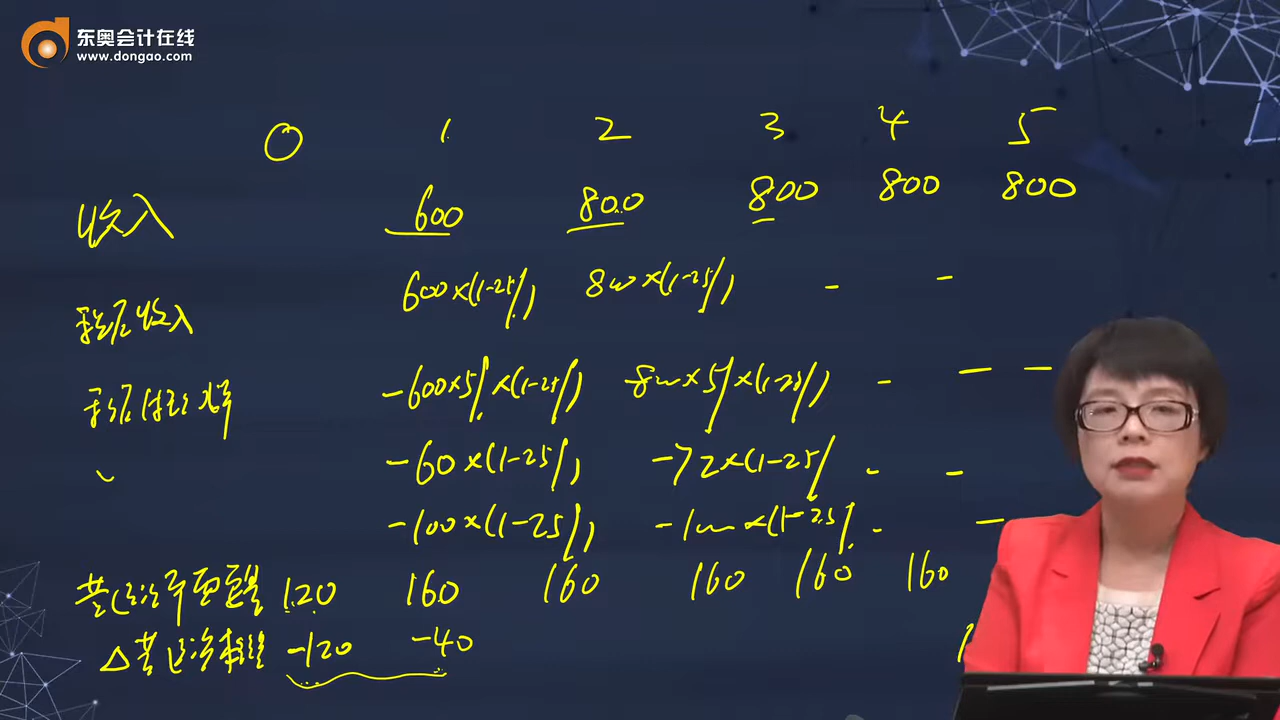 东奥会计在线
www.dongao.com
0 1 2 3 4 5
收入 600 800 800 800 800
税后收入 600×(1-25%) 800×(1-25%) - -
税后付现 -600×5%×(1-25%) -800×5%×(1-25%) - — —
-60×(1-25%) -72×(1-25% - -
-100×(1-25%) -100×(1-25% - —
营运资本 120 160 160 160 160 160
△营运资本 -120 -40